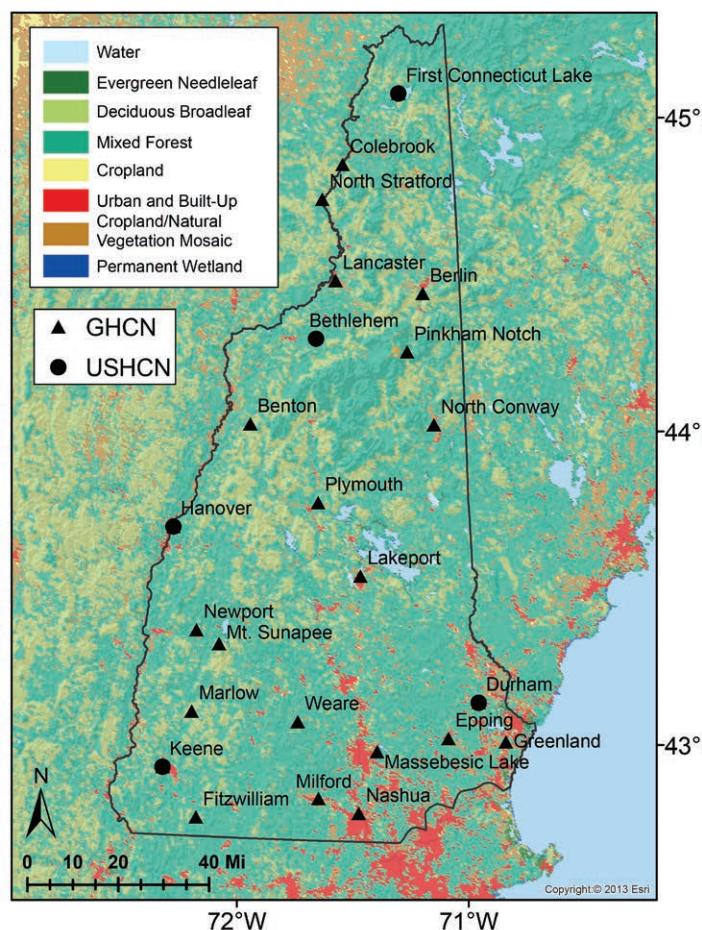 Water
Evergreen Needleleaf
Deciduous Broadleaf
Mixed Forest
Cropland
Urban and Built-Up
Cropland/Natural
Vegetation Mosaic
Permanent Wetland
GHCN
USHCN
First Connecticut Lake
45°
Colebrook
North Stratford
Lancaster
Berlin
Bethlehem
Pinkham Notch
Benton
North Conway
44°
Plymouth
Hanover
Lakeport
Newport
Mt. Sunapee
Marlow
Weare
Durham
Epping
Greenland
43°
Keene
Massebesic Lake
Milford
Nashua
Fitzwilliam
N
0 10 20 40 Mi
Copyright:© 2013 Esri
72°W
71°W